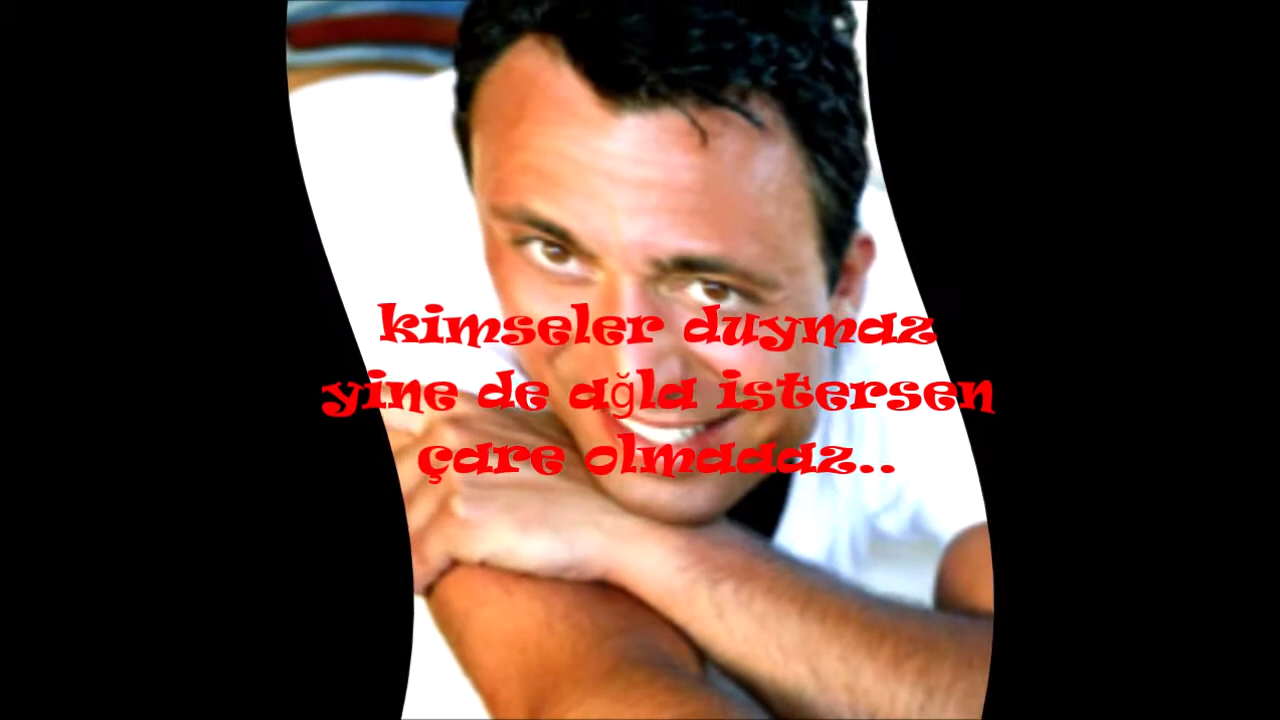 kimseler duymaz
yine de ağla istersen
çare olmaaaz..